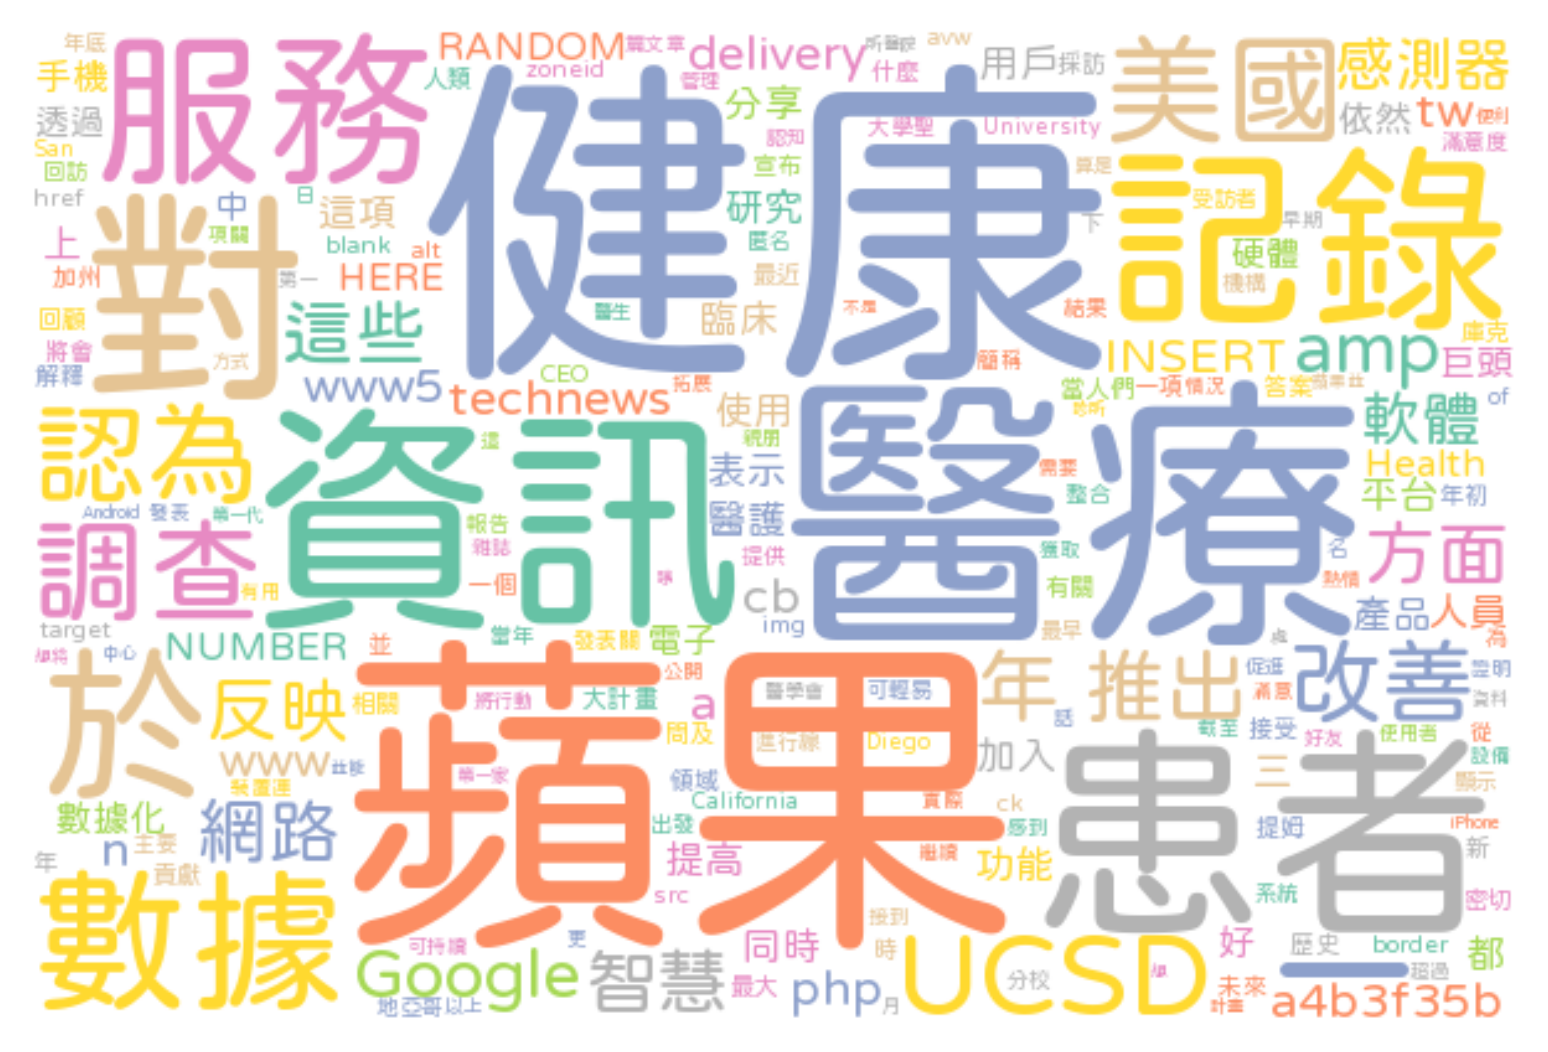 年底
服務
RANDOM
篇文章
delivery
所醫院
avw
用戶
採訪
美國
感測器
手機
人類
zoneid
管理
什麼
健康
分享
透過
依然
tw
便利
San
認知
大學聖
University
滿意度
回訪
宣布
算足
記錄
href
中
日
這項
研究
受訪者
早期
上
對
項關
blank
alt
匿名
下
硬體
加州
第一
HERE
最近
機構
回顧
這些
醫生
臨床
不是
結果
庫克
將會
方式
簡稱
INSERT
amp
巨頭
解釋
www5
CEO
technews
拓展
當人們
一項
情況
答案
of
使用
診所
軟體
認為
資訊
這
親朋
醫療
表示
需要
Health
整合
平台
年初
Android
發表
第一代
報告
醫護
調查
雜誌
提供
獲取
名
方面
有用
一個
cb
有關
熱情
產品
人員
target
img
最早
NUMBER
當年
發表關
電子
為
中心
並
公開
於
蘋果
年
推出
促進
改善
證明
反映
相關
將行動
大計畫
a
醫學會
可輕易
滿意
資料
話
問及
進行
Diego
截至
接受
好友
使用者
從
www
加入
患者
設備
裝置連
第一家
領域
三
顯示
California
實際
ck
數據化
網路
出發
感到
提姆
iPhone
n
主要
提高
繼續
功能
新
年
貢獻
src
系統
密切
數據
接到
可持續
更
同時
時
UCSD
好
歷史
border
都
Google
智慧
分校
超過
最大
php
月
未來
計畫
a4b3f35b
地亞哥
以上